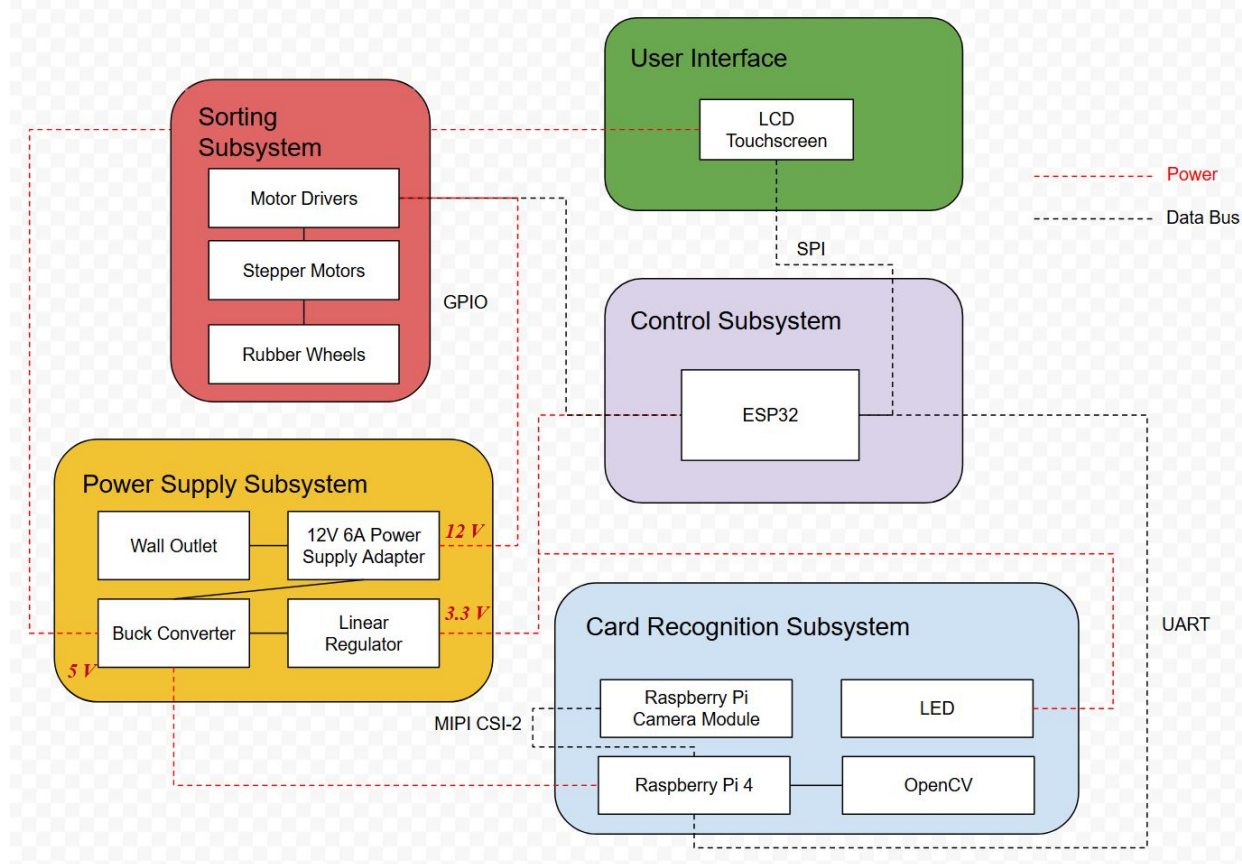 User Interface
LCD
Touchscreen
Sorting
Subsystem
Motor Drivers
Stepper Motors
Rubber Wheels
GPIO
Power
Data Bus
SPI
Control Subsystem
ESP32
Power Supply Subsystem
Wall Outlet
12V 6A Power
Supply Adapter
12 V
Buck Converter
Linear
Regulator
3.3 V
5 V
Card Recognition Subsystem
UART
Raspberry Pi
Camera Module
LED
MIPI CSI-2
Raspberry Pi 4
OpenCV